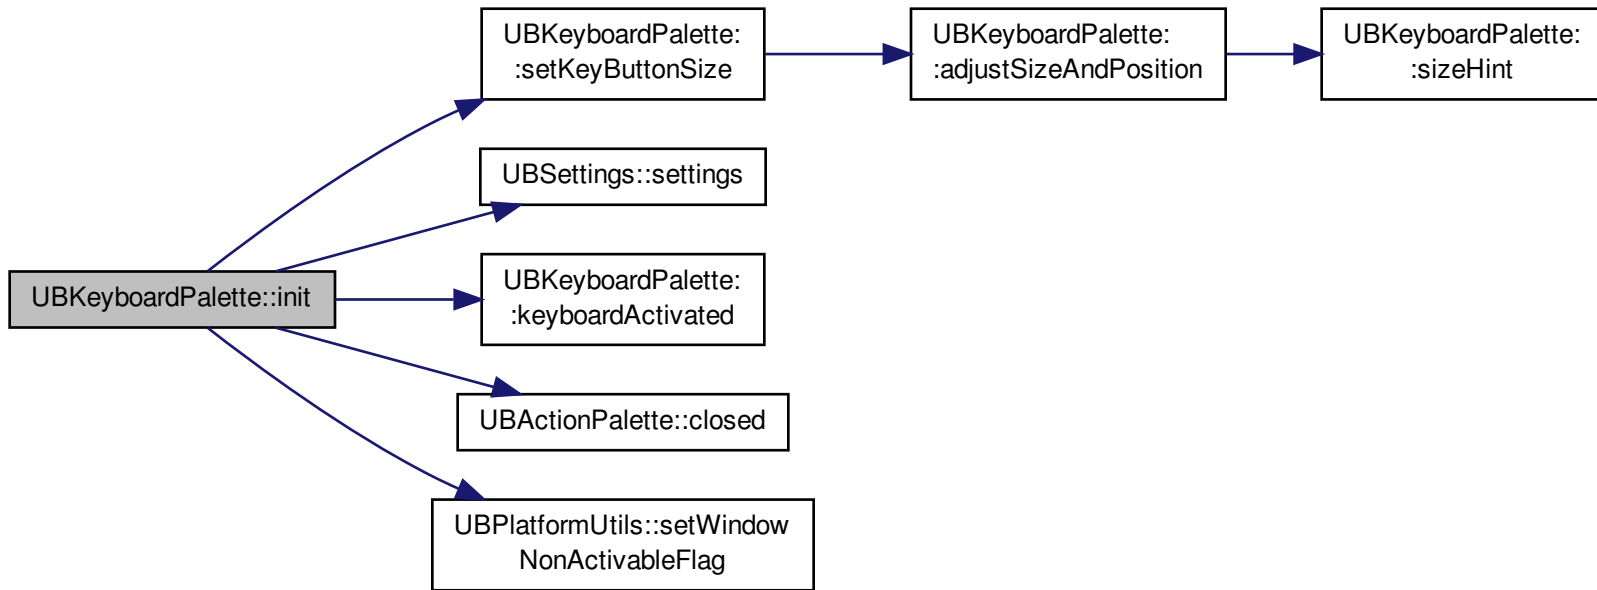 UBKeyboardPalette:
:setKeyButtonSize
UBKeyboardPalette:
:adjustSizeAndPosition
UBKeyboardPalette:
:sizeHint
UBSettings::settings
UBKeyboardPalette::init
UBKeyboardPalette:
:keyboardActivated
UBActionPalette::closed
UBPlatformUtils::setWindow
NonActivableFlag